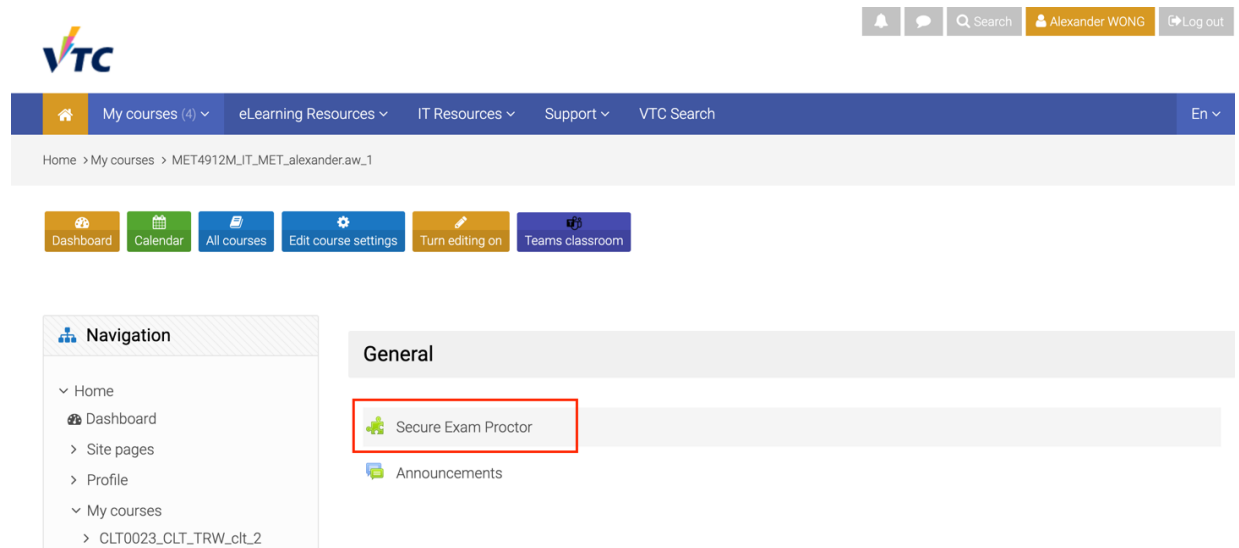 Search Alexander WONG Log out
VTC
My courses (4) eLearning Resources IT Resources Support VTC Search En
Home > My courses > MET4912M_IT_MET_alexander.aw_1
Dashboard Calendar All courses Edit course settings Turn editing on Teams classroom
Navigation
General
Home
Dashboard
Secure Exam Proctor
Site pages
Announcements
Profile
My courses
CLT0023_CLT_TRW_clt_2